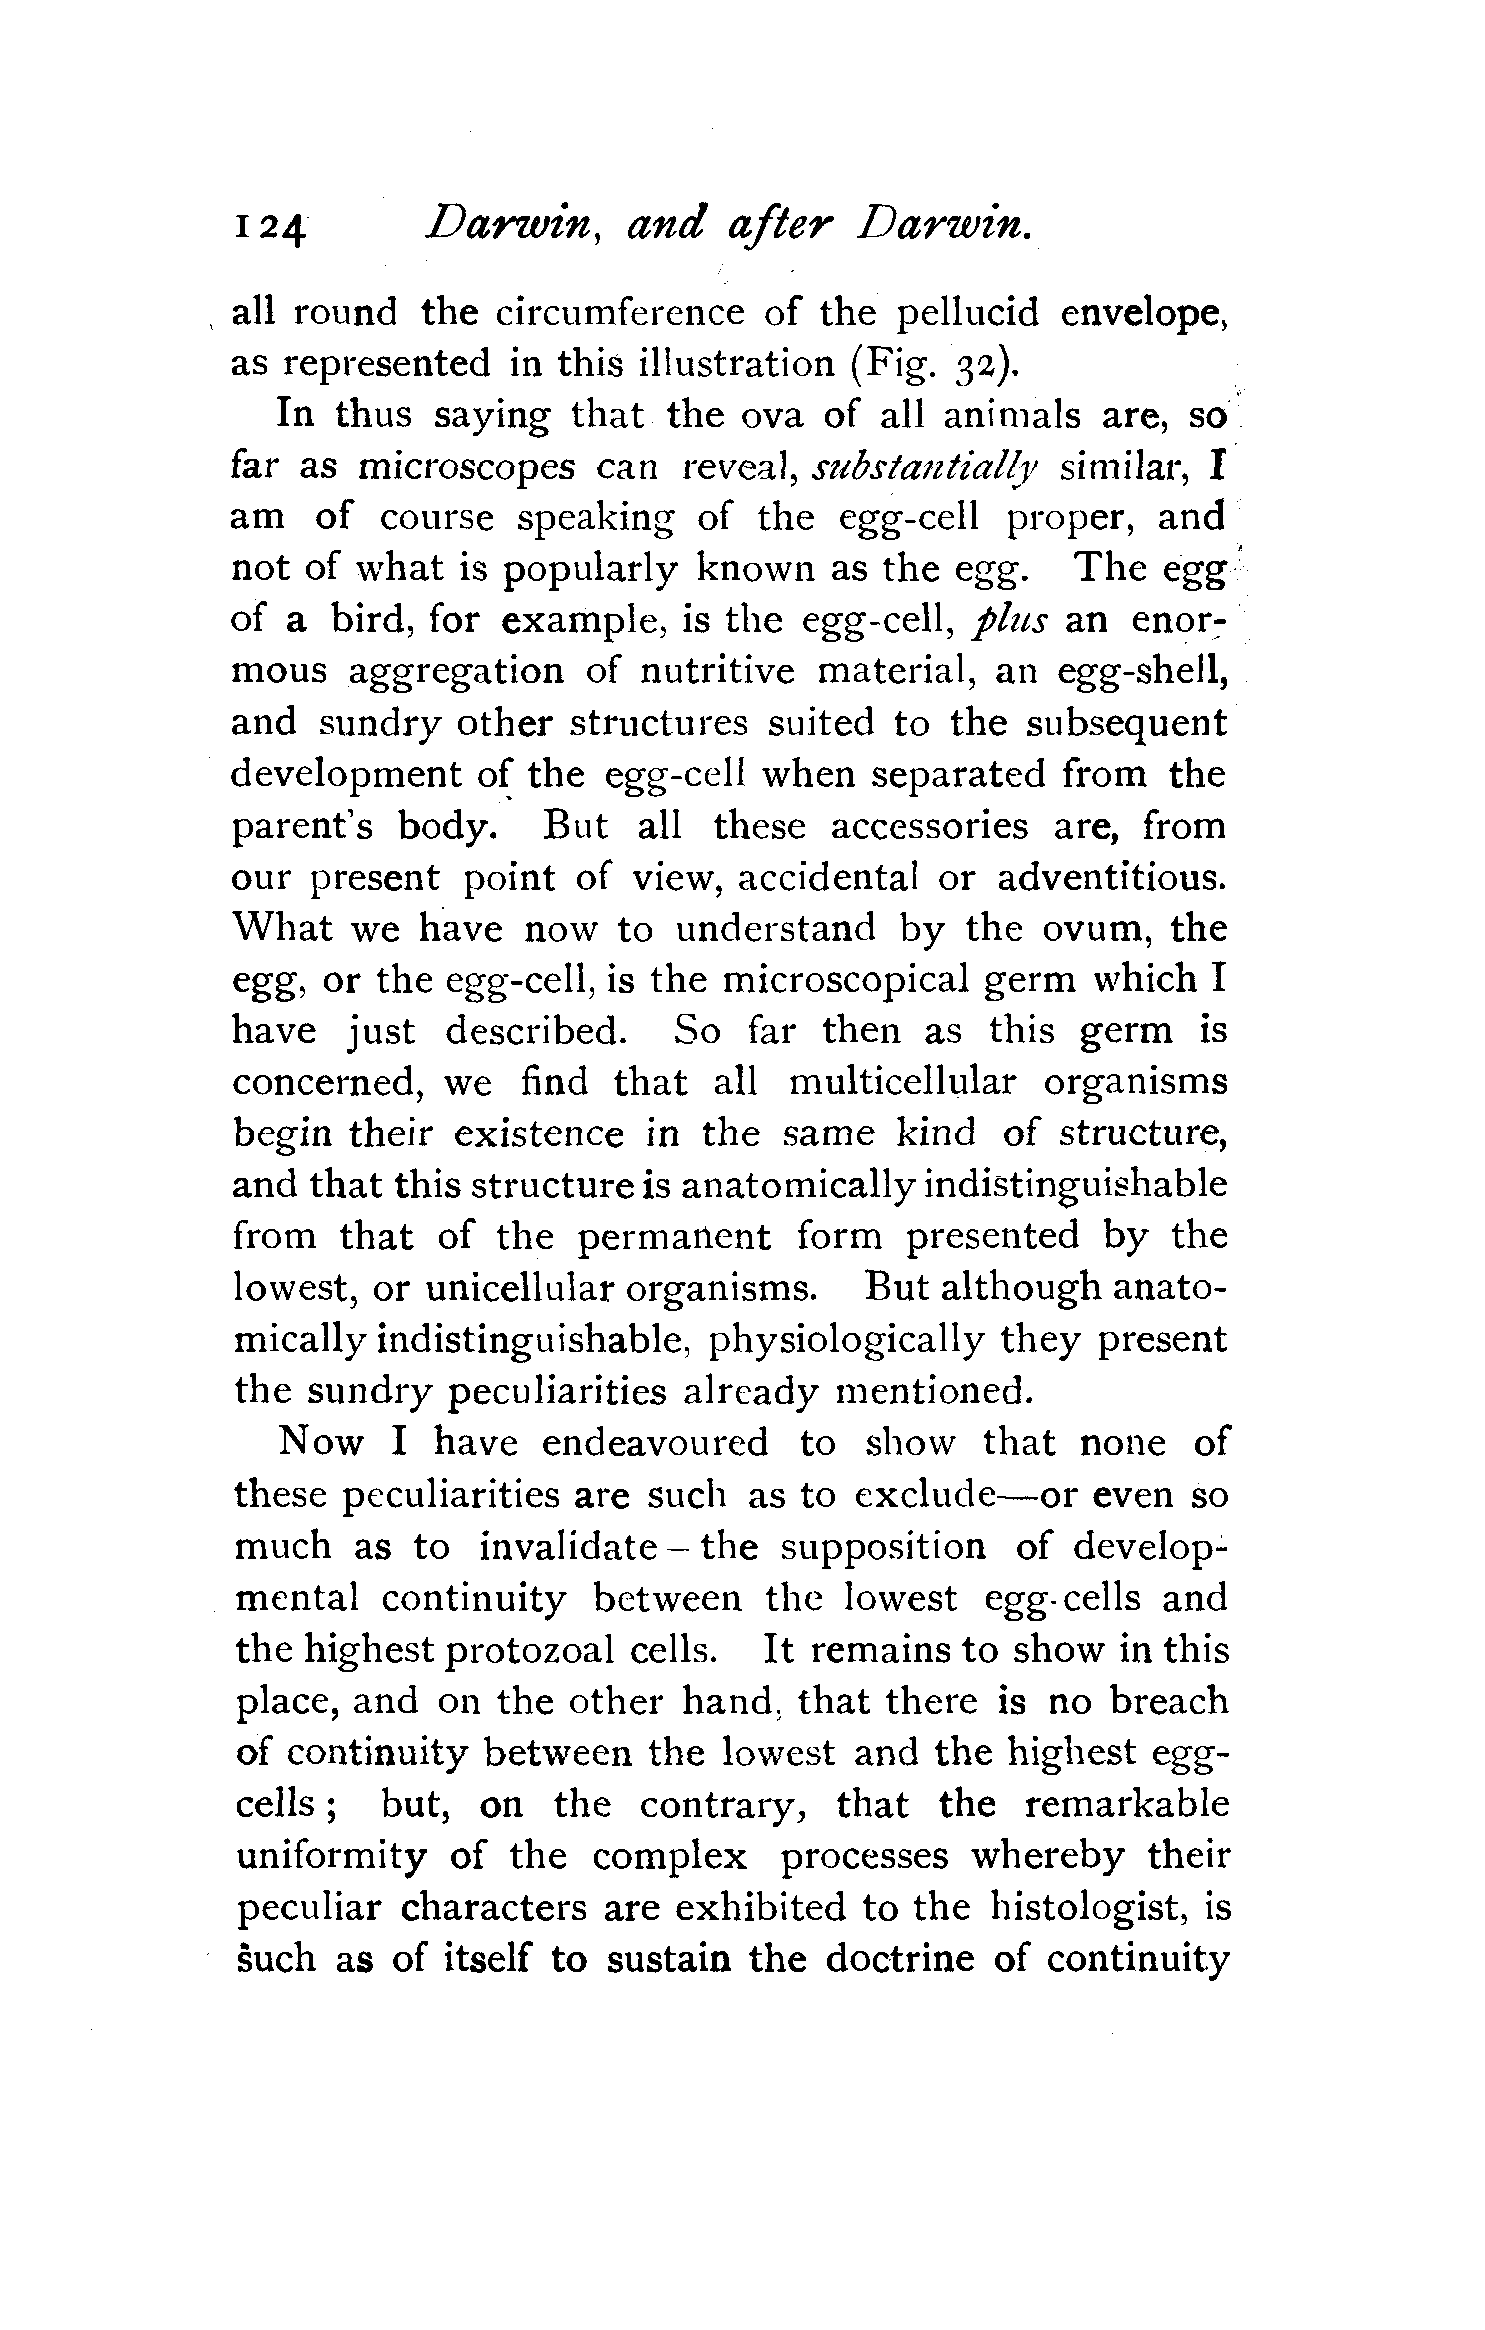 124 Darwin, and after Darwin.
all round the circumference of the pellucid envelope,
as represented in this illustration (Fig. 32).
In thus saying that the ova of all animals are, so
far as microscopes can reveal, substantially similar, I
am of course speaking of the egg-cell proper, and
not of what is popularly known as the egg. The egg
of a bird, for example, is the egg-cell, plus an enor-
mous aggregation of nutritive material, an egg-shell,
and sundry other structures suited to the subsequent
development of the egg-cell when separated from the
parent's body. But all these accessories are, from
our present point of view, accidental or adventitious.
What we have now to understand by the ovum, the
egg, or the egg-cell, is the microscopical germ which I
have just described. So far then as this germ is
concerned, we find that all multicellular organisms
begin their existence in the same kind of structure,
and that this structure is anatomically indistinguishable
from that of the permanent form presented by the
lowest, or unicellular organisms. But although anato-
mically indistinguishable, physiologically they present
the sundry peculiarities already mentioned.
Now I have endeavoured to show that none of
these peculiarities are such as to exclude—or even so
much as to invalidate – the supposition of develop-
mental continuity between the lowest egg-cells and
the highest protozoal cells. It remains to show in this
place, and on the other hand, that there is no breach
of continuity between the lowest and the highest egg-
cells ; but, on the contrary, that the remarkable
uniformity of the complex processes whereby their
peculiar characters are exhibited to the histologist, is
such as of itself to sustain the doctrine of continuity